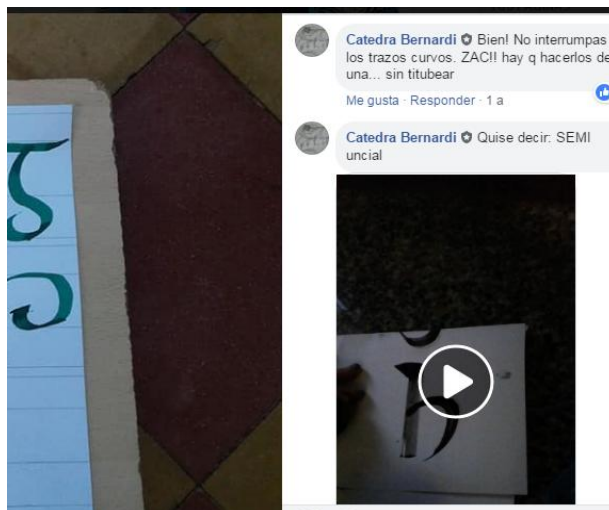 Catedra Bernardi Bien! No interrumpas
los trazos curvos. ZAC!! hay q hacerlos de
una... sin titubear
Me gusta · Responder · 1 a
Catedra Bernardi Quise decir: SEMI
uncial